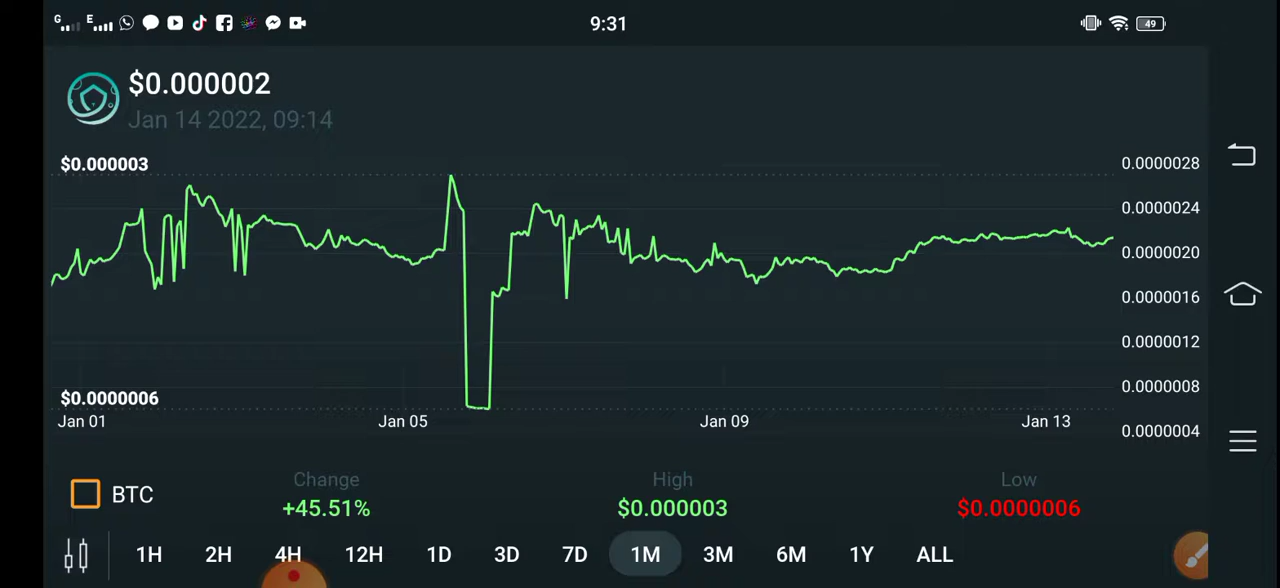 G E 9:31 49
$0.000002
Jan 14 2022, 09:14
$0.000003
0.0000028
0.0000024
0.0000020
0.0000016
0.0000012
0.0000008
$0.0000006
Jan 01 Jan 05 Jan 09 Jan 13
0.0000004
Change High Low
BTC +45.51% $0.000003 $0.0000006
1H 2H 4H 12H 1D 3D 7D 1M 3M 6M 1Y ALL